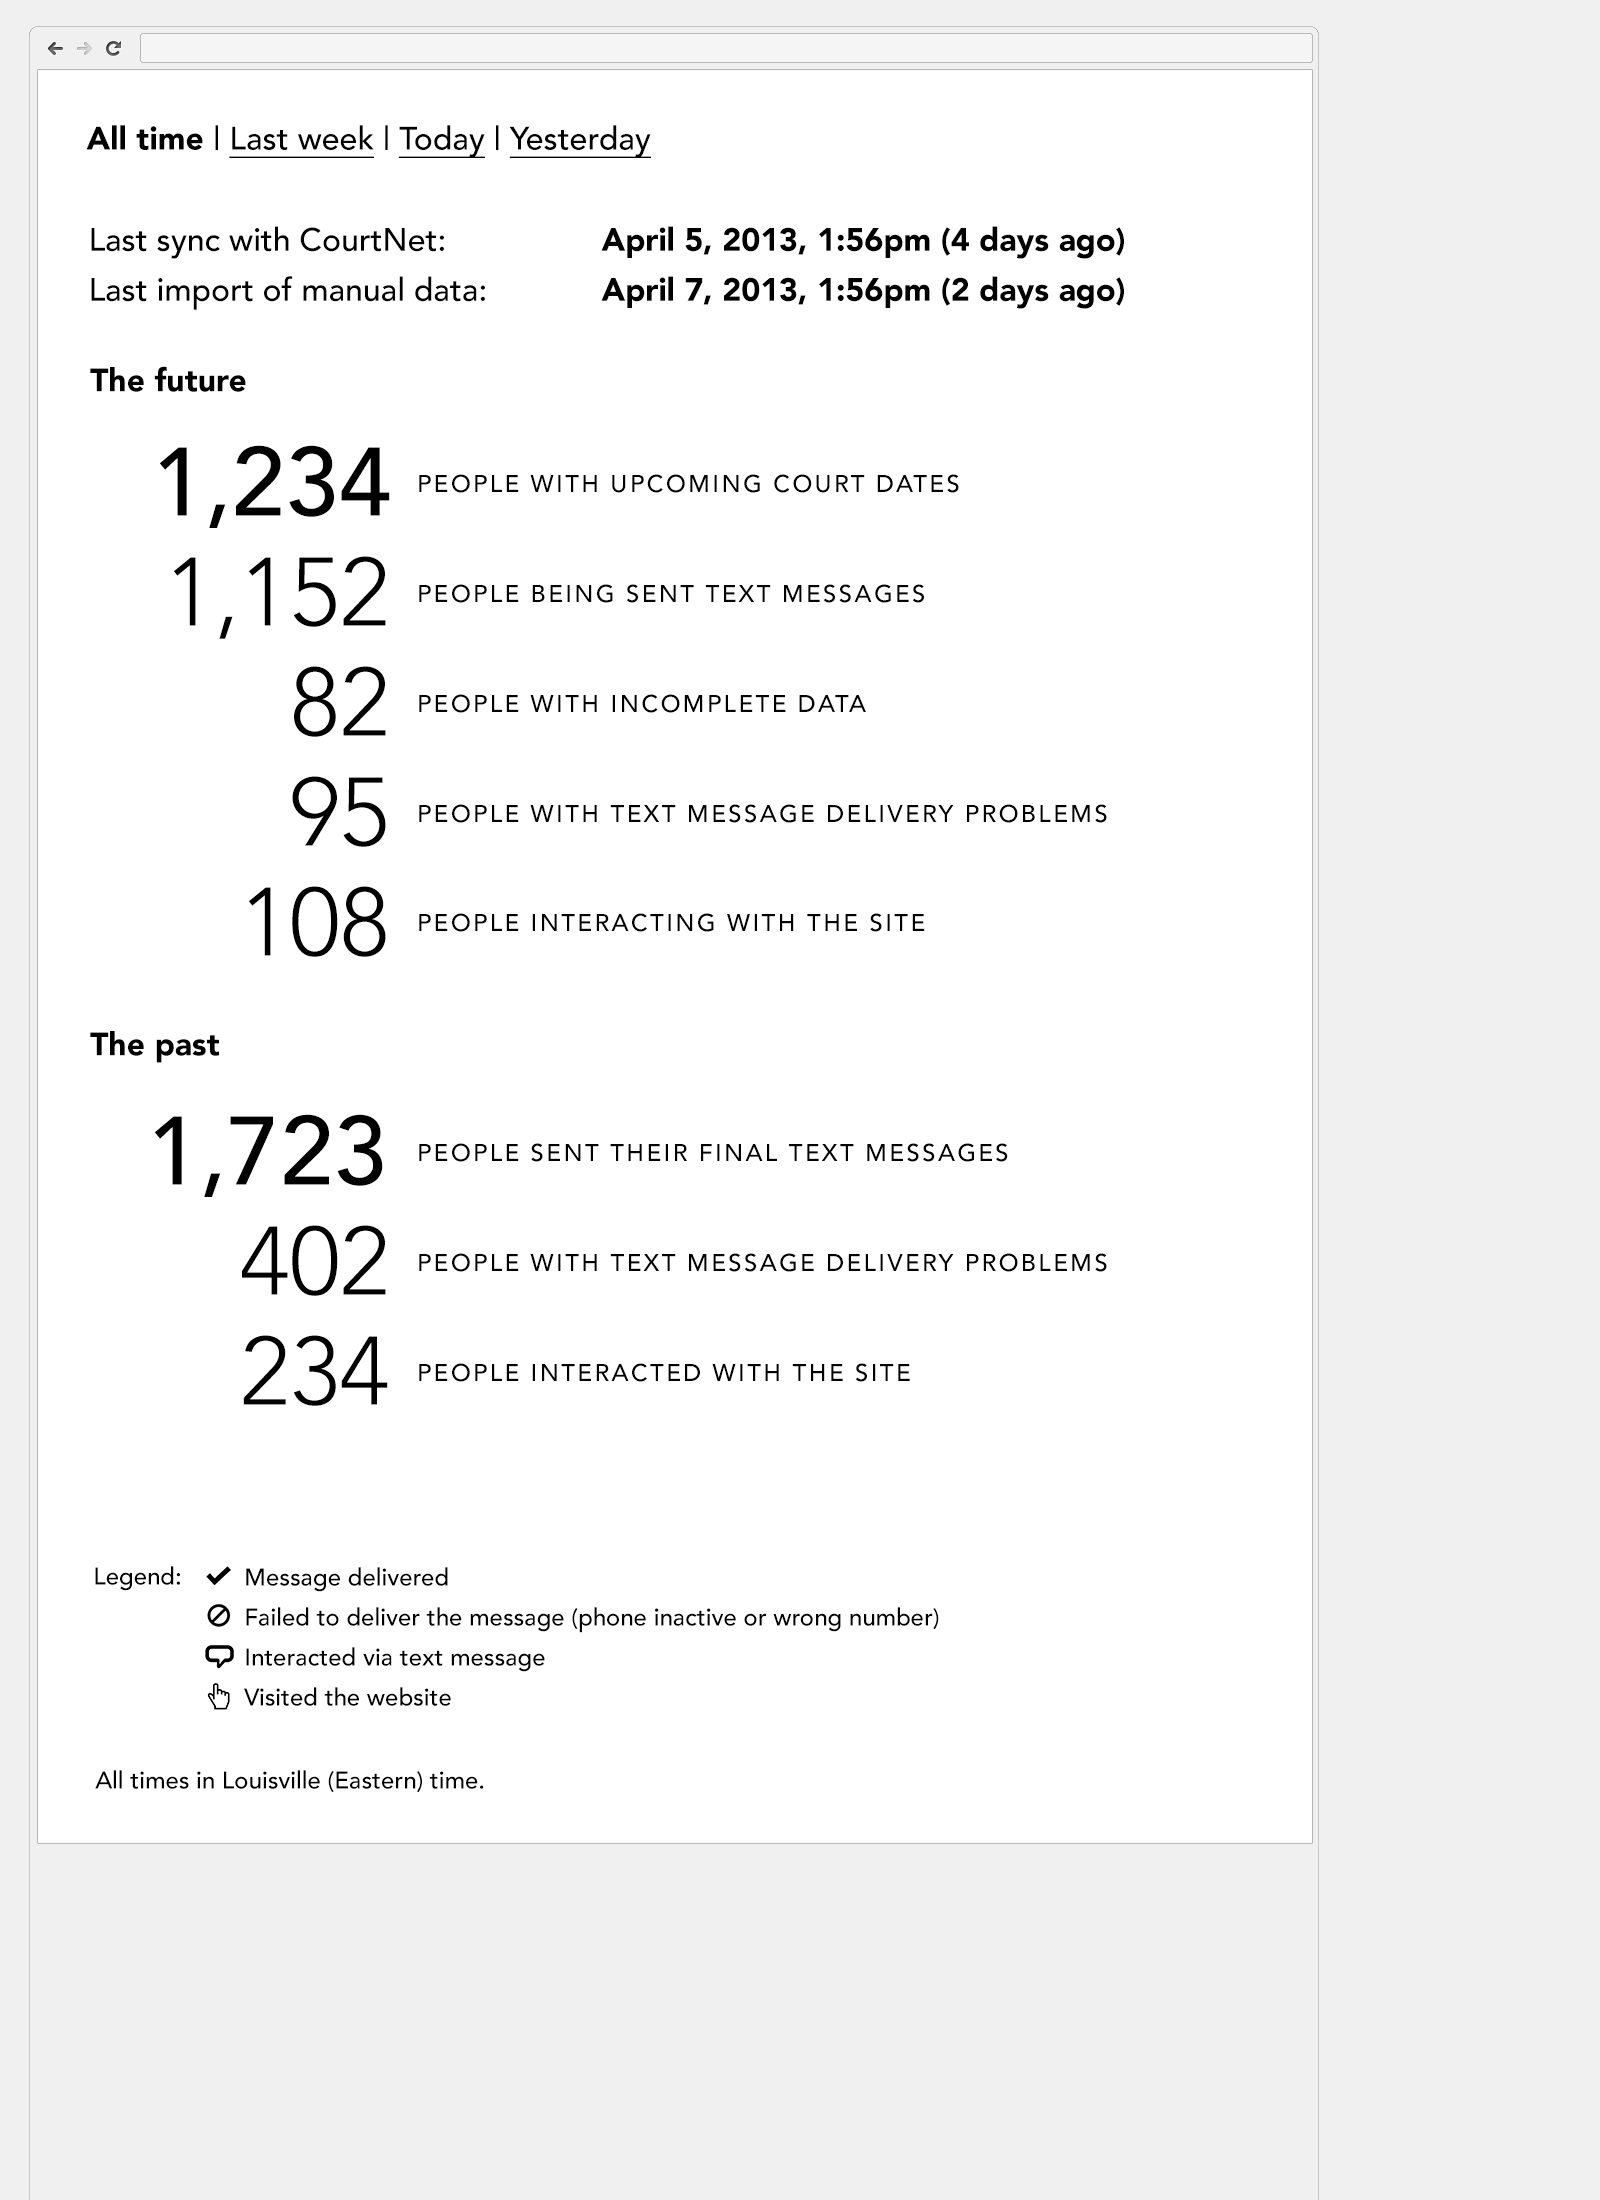 All time | Last week | Today | Yesterday
Last sync with CourtNet: April 5, 2013, 1:56pm (4 days ago)
Last import of manual data: April 7, 2013, 1:56pm (2 days ago)
The future
1,234 PEOPLE WITH UPCOMING COURT DATES
1,152 PEOPLE BEING SENT TEXT MESSAGES
82 PEOPLE WITH INCOMPLETE DATA
95 PEOPLE WITH TEXT MESSAGE DELIVERY PROBLEMS
108 PEOPLE INTERACTING WITH THE SITE
The past
1,723 PEOPLE SENT THEIR FINAL TEXT MESSAGES
402 PEOPLE WITH TEXT MESSAGE DELIVERY PROBLEMS
234 PEOPLE INTERACTED WITH THE SITE
Legend: Message delivered
Failed to deliver the message (phone inactive or wrong number)
Interacted via text message
Visited the website
All times in Louisville (Eastern) time.